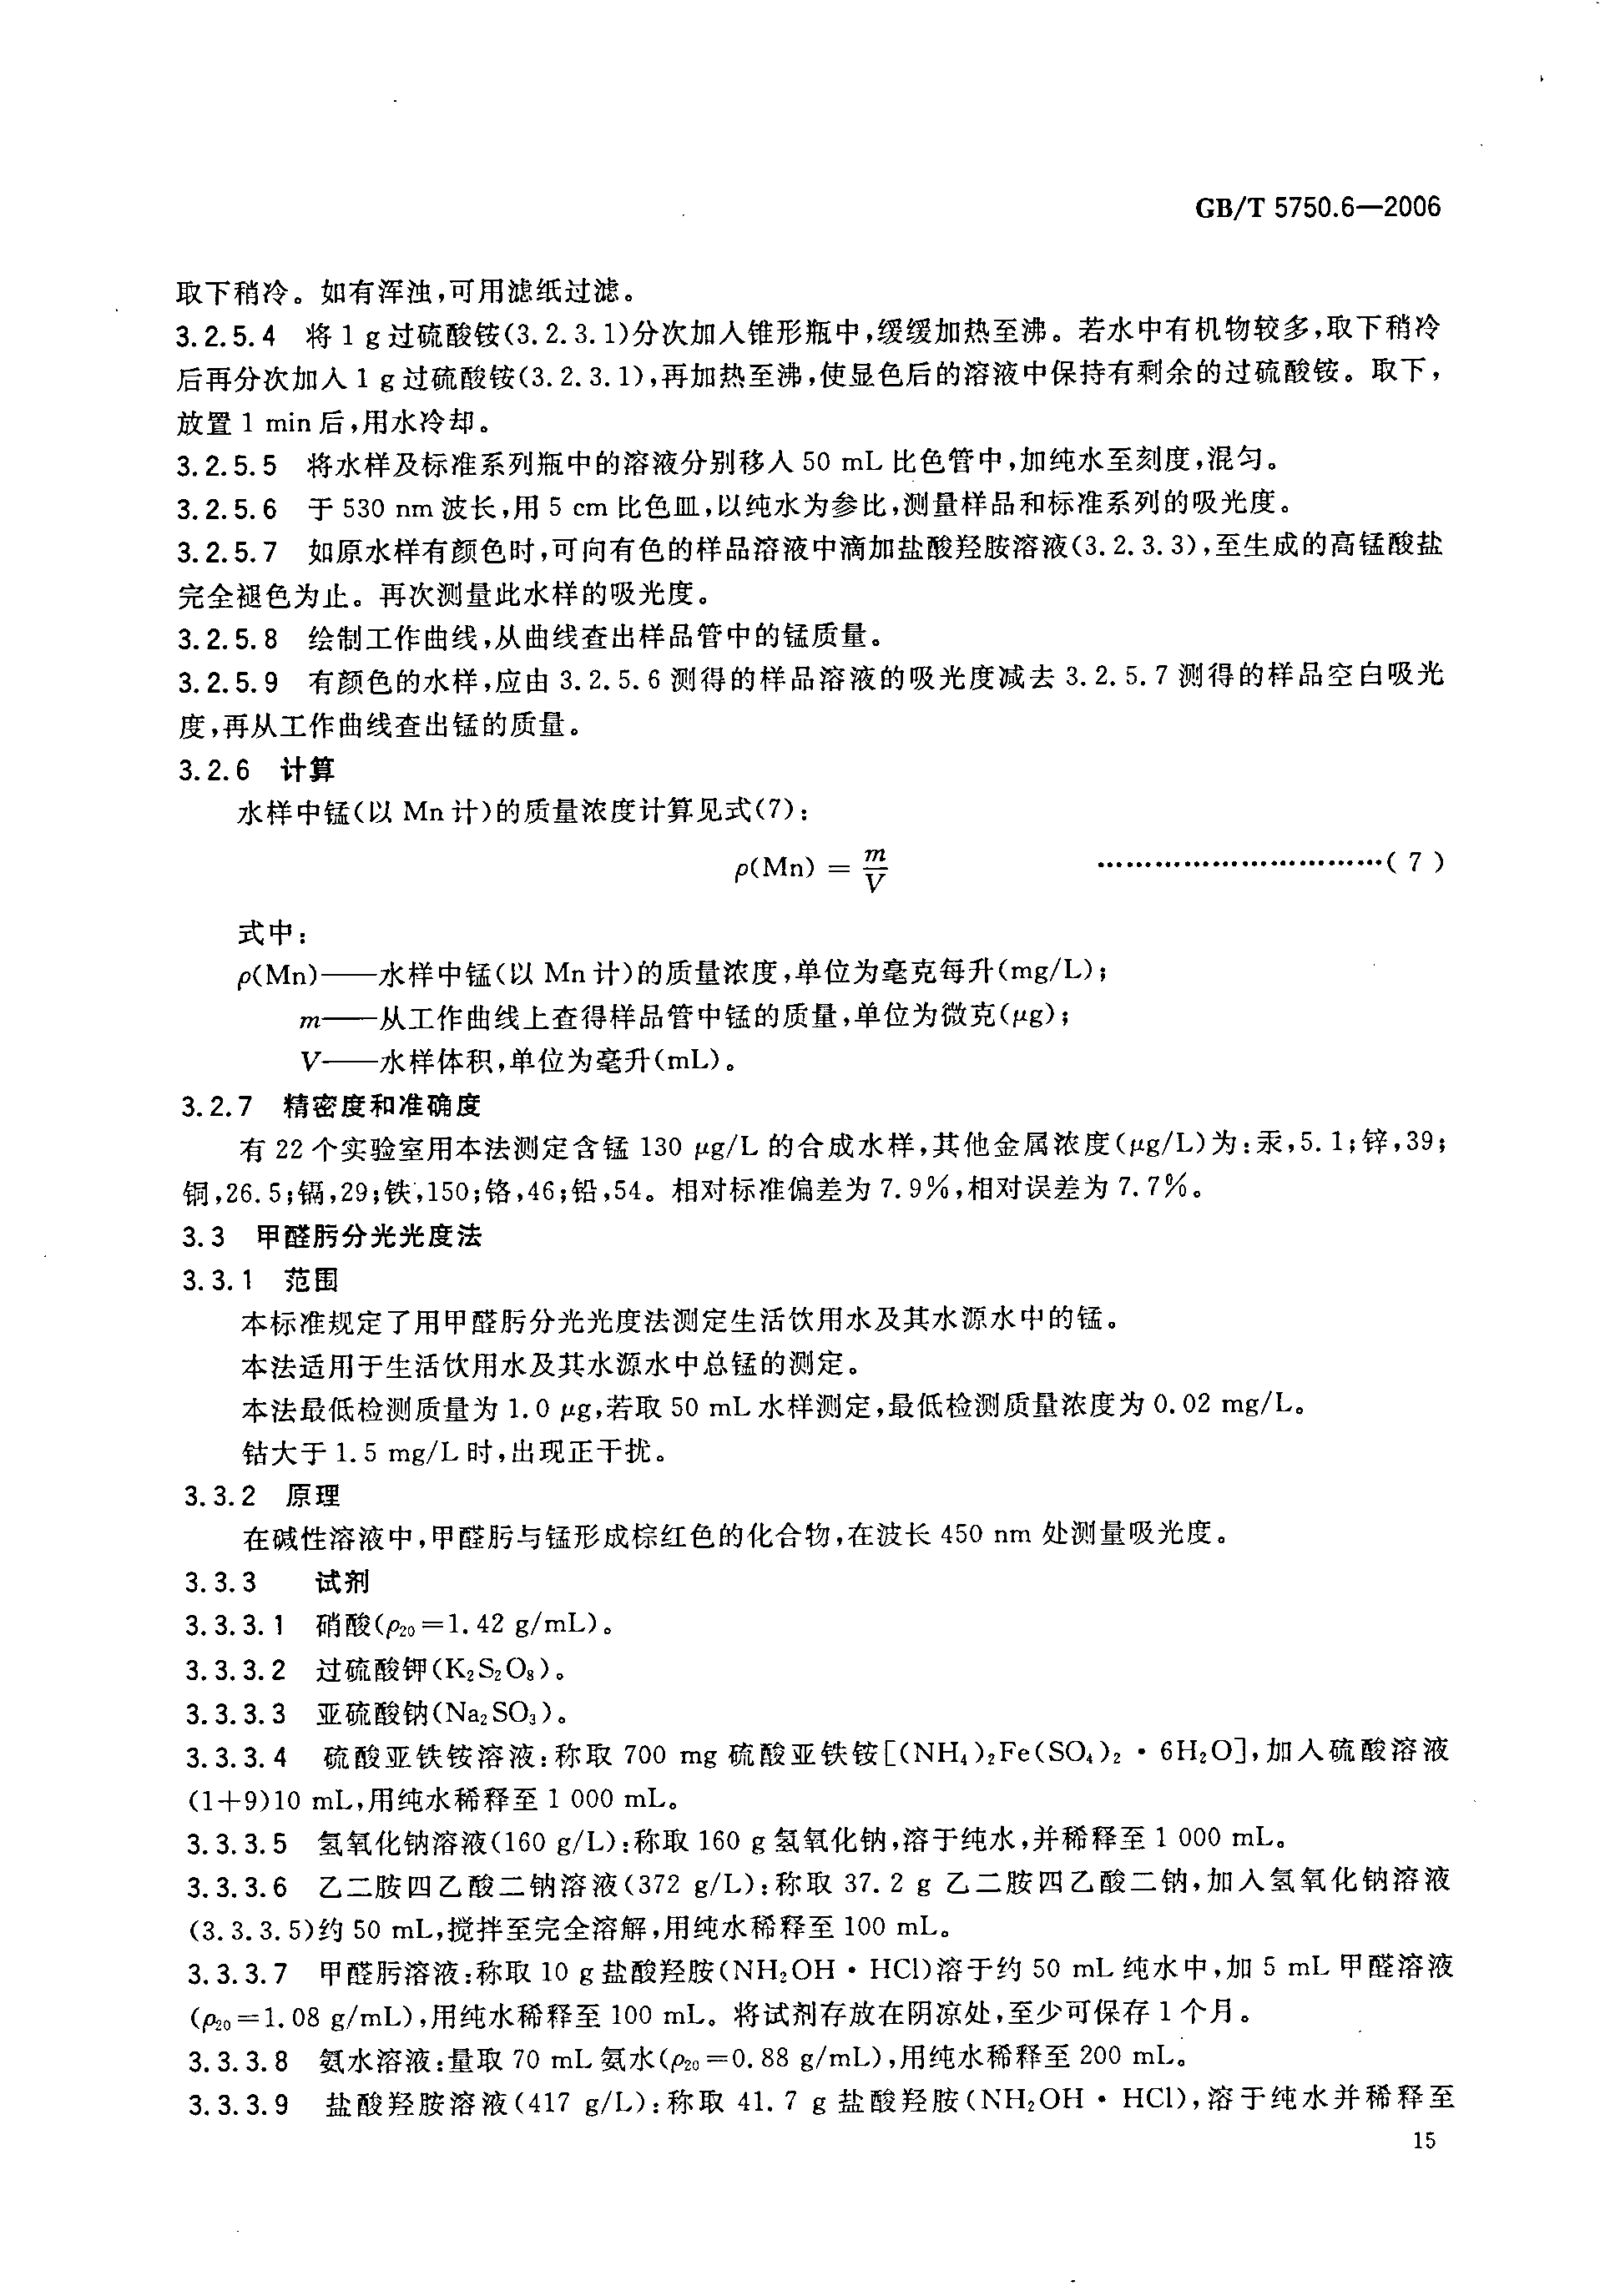 GB/T 5750.6—2006
取下稍冷。如有浑浊,可用滤纸过滤。
3.2.5.4 将 1 g 过硫酸铵(3.2.3.1)分次加入锥形瓶中,缓缓加热至沸。若水中有机物较多,取下稍冷
后再分次加入 1 g 过硫酸铵(3.2.3.1),再加热至沸,使显色后的溶液中保持有剩余的过硫酸铵。取下,
放置 1 min 后,用水冷却。
3.2.5.5 将水样及标准系列瓶中的溶液分别移入 50 mL 比色管中,加纯水至刻度,混匀。
3.2.5.6 于 530 nm 波长,用 5 cm 比色皿,以纯水为参比,测量样品和标准系列的吸光度。
3.2.5.7 如原水样有颜色时,可向有色的样品溶液中滴加盐酸羟胺溶液(3.2.3.3),至生成的高锰酸盐
完全褪色为止。再次测量此水样的吸光度。
3.2.5.8 绘制工作曲线,从曲线查出样品管中的锰质量。
3.2.5.9 有颜色的水样,应由 3.2.5.6 测得的样品溶液的吸光度减去 3.2.5.7 测得的样品空白吸光
度,再从工作曲线查出锰的质量。
3.2.6 计算
水样中锰(以 Mn 计)的质量浓度计算见式(7):
ρ(Mn) = m/V ……………………………( 7 )
式中:
ρ(Mn)——水样中锰(以 Mn 计)的质量浓度,单位为毫克每升(mg/L);
m——从工作曲线上查得样品管中锰的质量,单位为微克(μg);
V——水样体积,单位为毫升(mL)。
3.2.7 精密度和准确度
有 22 个实验室用本法测定含锰 130 μg/L 的合成水样,其他金属浓度(μg/L)为:汞,5.1;锌,39;
铜,26.5;镉,29;铁,150;铬,46;铅,54。相对标准偏差为 7.9%,相对误差为 7.7%。
3.3 甲醛肟分光光度法
3.3.1 范围
本标准规定了用甲醛肟分光光度法测定生活饮用水及其水源水中的锰。
本法适用于生活饮用水及其水源水中总锰的测定。
本法最低检测质量为 1.0 μg,若取 50 mL 水样测定,最低检测质量浓度为 0.02 mg/L。
钴大于 1.5 mg/L 时,出现正干扰。
3.3.2 原理
在碱性溶液中,甲醛肟与锰形成棕红色的化合物,在波长 450 nm 处测量吸光度。
3.3.3 试剂
3.3.3.1 硝酸(ρ₂₀=1.42 g/mL)。
3.3.3.2 过硫酸钾(K₂S₂O₈)。
3.3.3.3 亚硫酸钠(Na₂SO₃)。
3.3.3.4 硫酸亚铁铵溶液:称取 700 mg 硫酸亚铁铵[(NH₄)₂Fe(SO₄)₂·6H₂O],加入硫酸溶液
(1+9)10 mL,用纯水稀释至 1 000 mL。
3.3.3.5 氢氧化钠溶液(160 g/L):称取 160 g 氢氧化钠,溶于纯水,并稀释至 1 000 mL。
3.3.3.6 乙二胺四乙酸二钠溶液(372 g/L):称取 37.2 g 乙二胺四乙酸二钠,加入氢氧化钠溶液
(3.3.3.5)约 50 mL,搅拌至完全溶解,用纯水稀释至 100 mL。
3.3.3.7 甲醛肟溶液:称取 10 g 盐酸羟胺(NH₂OH·HCl)溶于约 50 mL 纯水中,加 5 mL 甲醛溶液
(ρ₂₀=1.08 g/mL),用纯水稀释至 100 mL。将试剂存放在阴凉处,至少可保存 1 个月。
3.3.3.8 氨水溶液:量取 70 mL 氨水(ρ₂₀=0.88 g/mL),用纯水稀释至 200 mL。
3.3.3.9 盐酸羟胺溶液(417 g/L):称取 41.7 g 盐酸羟胺(NH₂OH·HCl),溶于纯水并稀释至
15